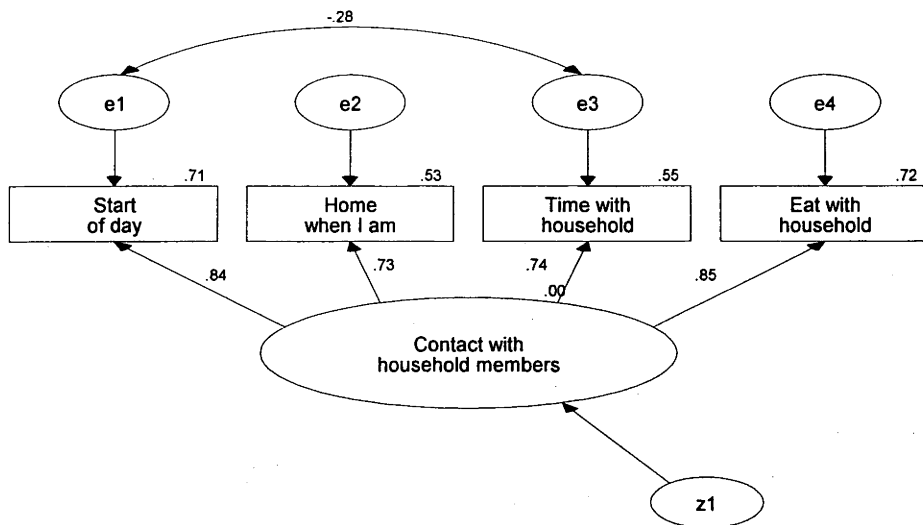 -.28
e1
e2
e3
e4
.71
.53
.55
.72
Start
of day
Home
when I am
Time with
household
Eat with
household
.84
.73
.74
.00
.85
Contact with
household members
z1